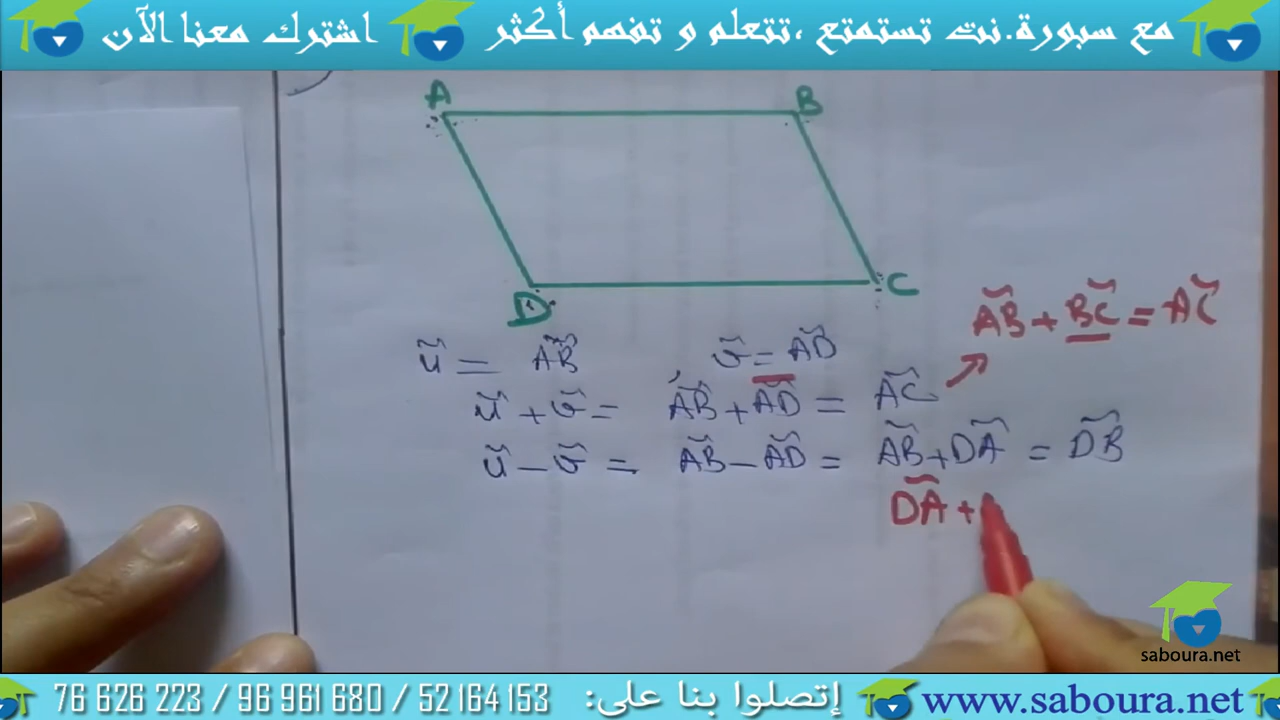 مع سبورة.نت تستمتع ،تتعلم و تفهم أكثر اشترك معنا الآن
A B
D C
u⃗ = AB⃗ v⃗ = AD⃗
AB⃗ + BC⃗ = AC⃗
u⃗ + v⃗ = AB⃗ + AD⃗ = AC⃗
u⃗ - v⃗ = AB⃗ - AD⃗ = AB⃗ + DA⃗ = DB⃗
DA⃗ +
saboura.net
إتصلوا بنا على: 76 626 223 / 96 961 680 / 52 164 153
www.saboura.net